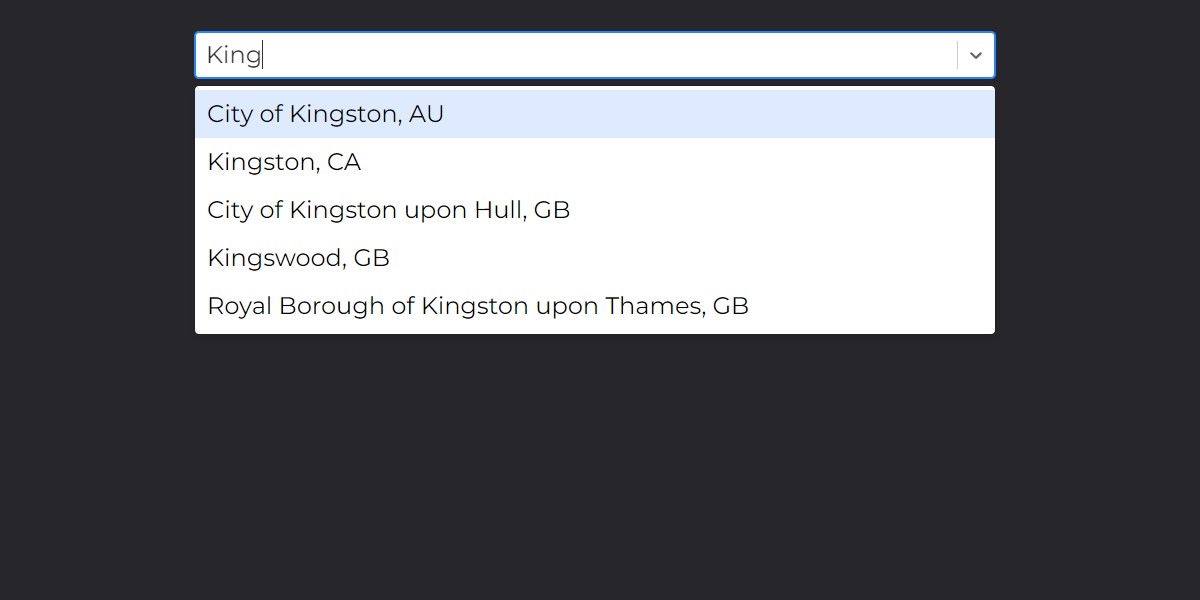 King
City of Kingston, AU
Kingston, CA
City of Kingston upon Hull, GB
Kingswood, GB
Royal Borough of Kingston upon Thames, GB